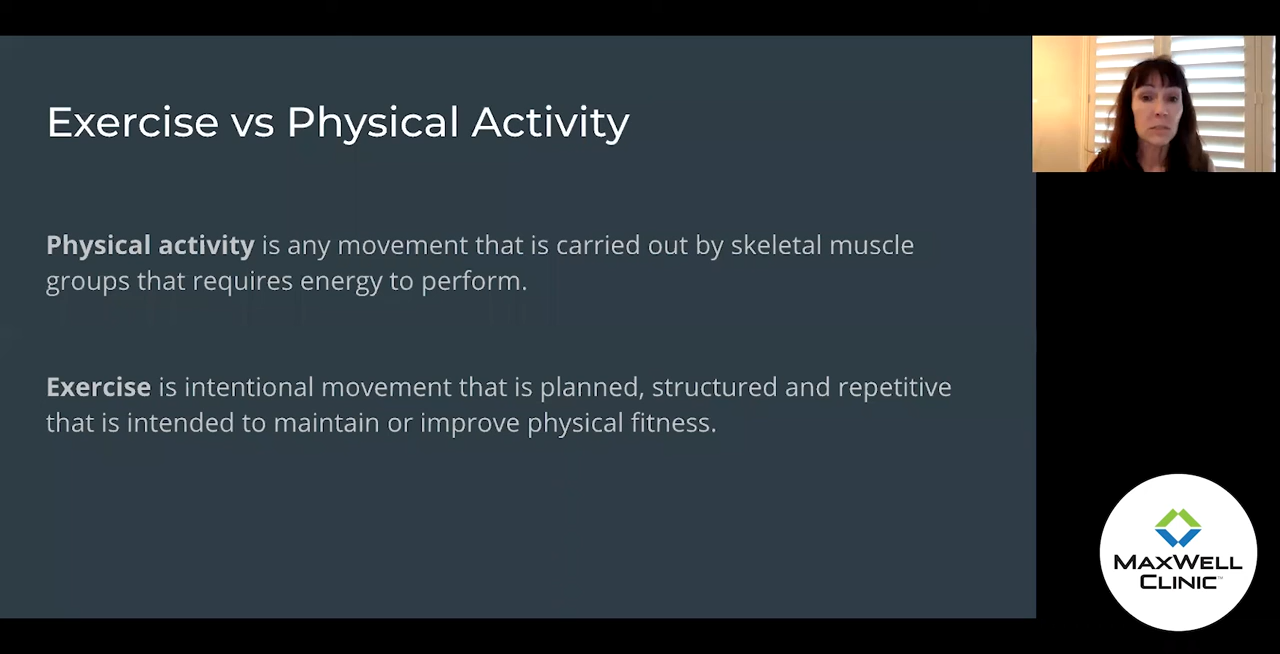 Exercise vs Physical Activity
Physical activity is any movement that is carried out by skeletal muscle
groups that requires energy to perform.
Exercise is intentional movement that is planned, structured and repetitive
that is intended to maintain or improve physical fitness.
MAXWELL
CLINIC™